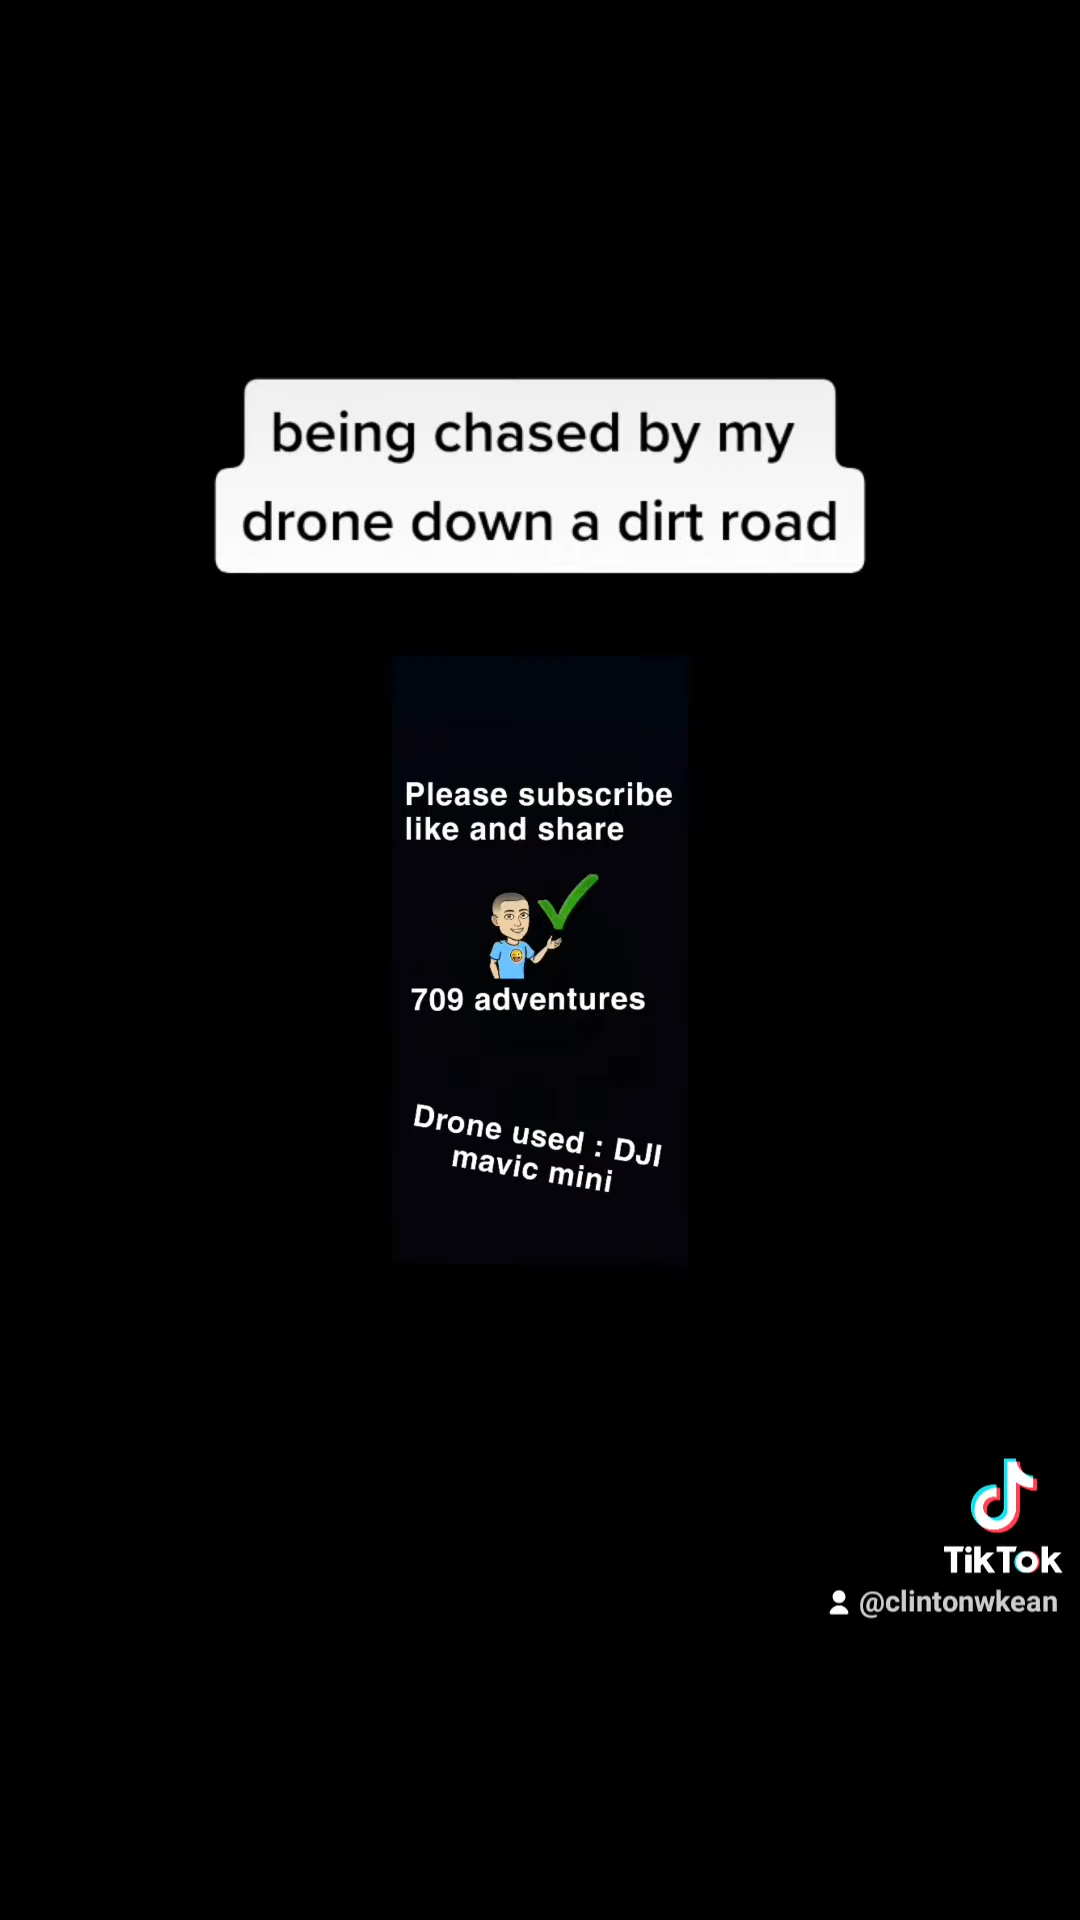 being chased by my
drone down a dirt road
Please subscribe
like and share
709 adventures
Drone used : DJI
mavic mini
TikTok
@clintonwkean